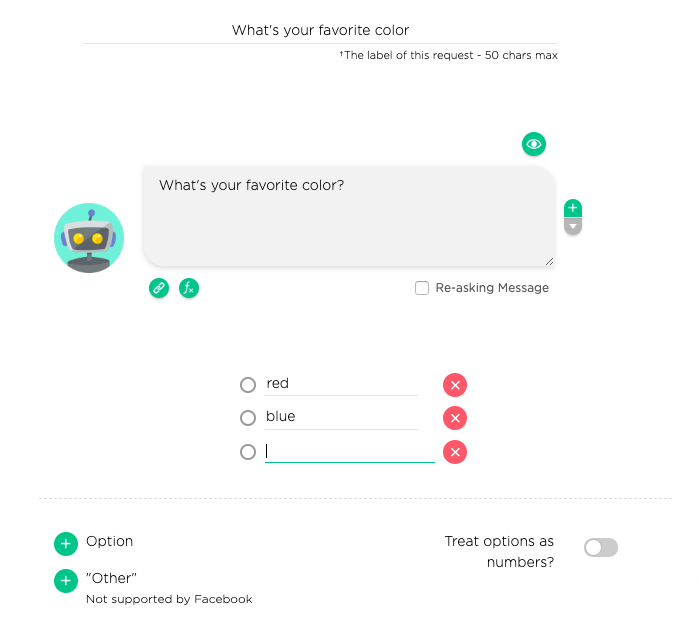 What's your favorite color
†The label of this request - 50 chars max
What's your favorite color?
Re-asking Message
red
blue
Option
Treat options as
numbers?
"Other"
Not supported by Facebook